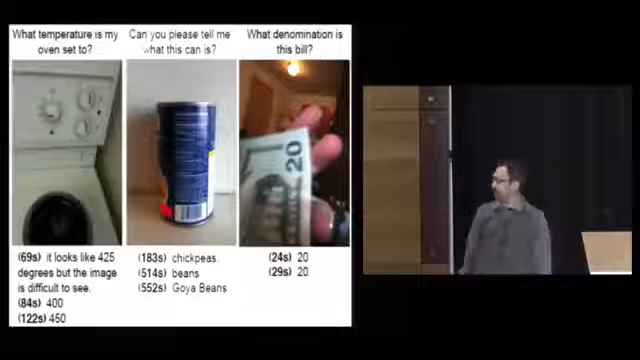 What temperature is my
oven set to?
Can you please tell me
what this can is?
What denomination is
this bill?
20
(69s) it looks like 425
degrees but the image
is difficult to see.
(84s) 400
(122s) 450
(183s) chickpeas.
(514s) beans
(552s) Goya Beans
(24s) 20
(29s) 20